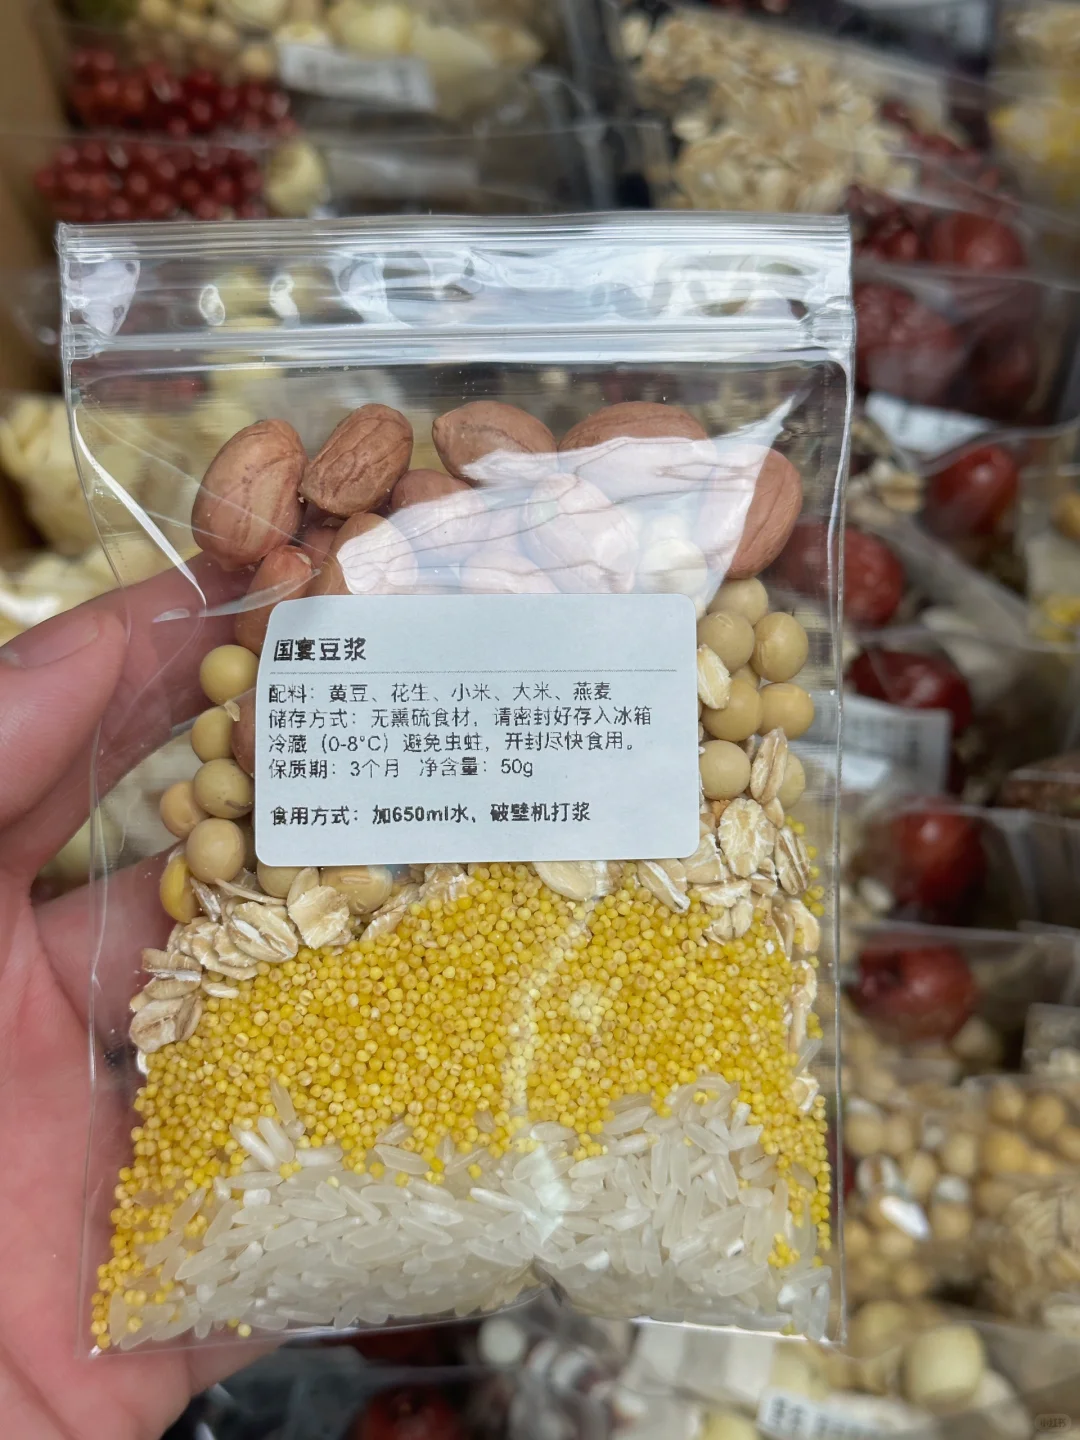 国宴豆浆
配料：黄豆、花生、小米、大米、燕麦
储存方式：无熏硫食材，请密封好存入冰箱
冷藏（0-8°C）避免虫蛀，开封尽快食用。
保质期：3个月 净含量：50g
食用方式：加650ml水，破壁机打浆
小红书